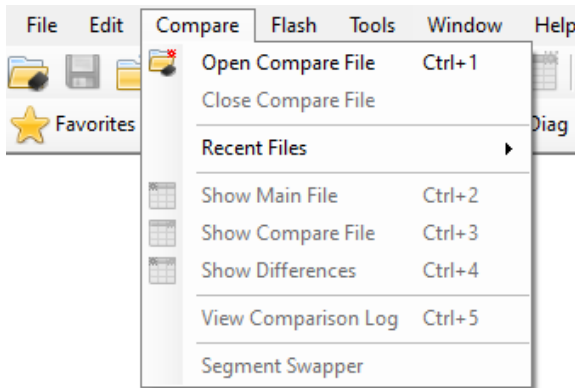 File Edit Compare Flash Tools Window Help
Open Compare File Ctrl+1
Close Compare File
Favorites
Diag
Recent Files
Show Main File Ctrl+2
Show Compare File Ctrl+3
Show Differences Ctrl+4
View Comparison Log Ctrl+5
Segment Swapper